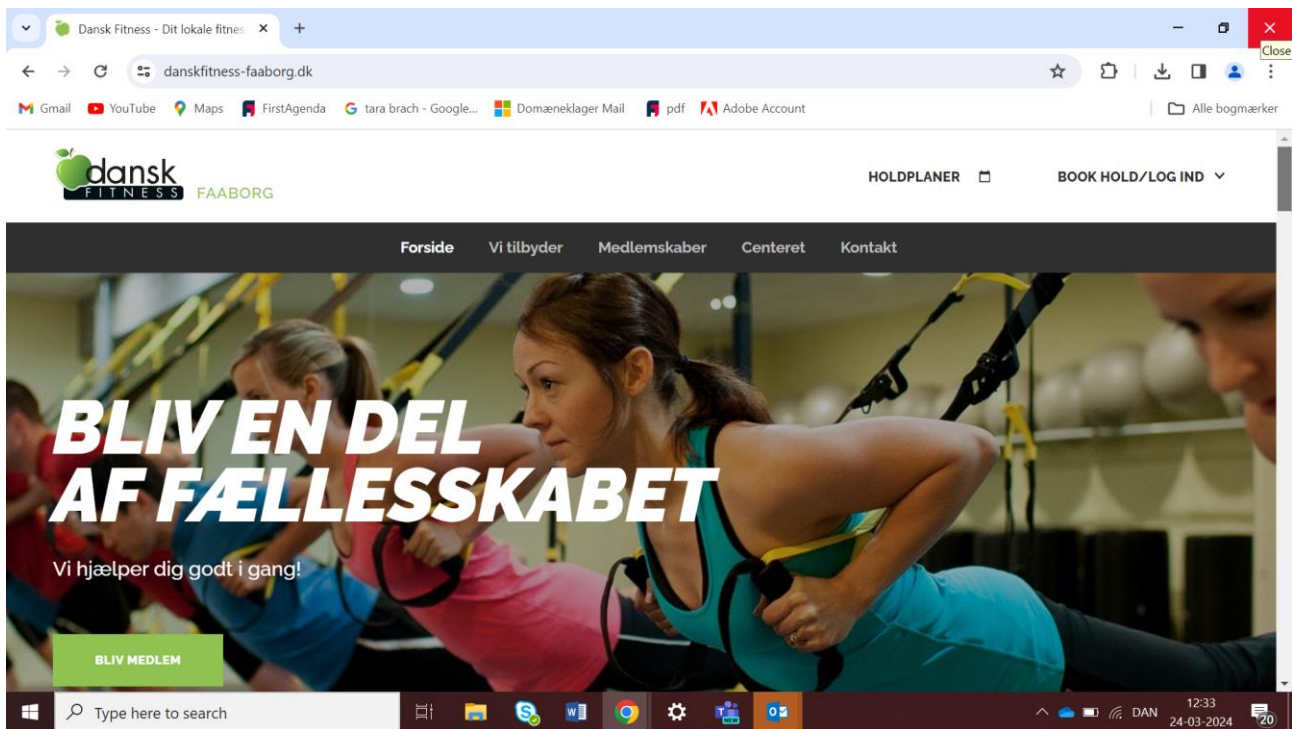 Dansk Fitness - Dit lokale fitnes
Close
danskfitness-faaborg.dk
Gmail YouTube Maps FirstAgenda tara brach - Google... Domæneklager Mail pdf Adobe Account Alle bogmærker
dansk
FITNESS FAABORG
HOLDPLANER BOOK HOLD/LOG IND
Forside Vi tilbyder Medlemskaber Centeret Kontakt
BLIV EN DEL
AF FÆLLESSKABET
Vi hjælper dig godt i gang!
BLIV MEDLEM
Type here to search
NEW
DAN
12:33
24-03-2024
20